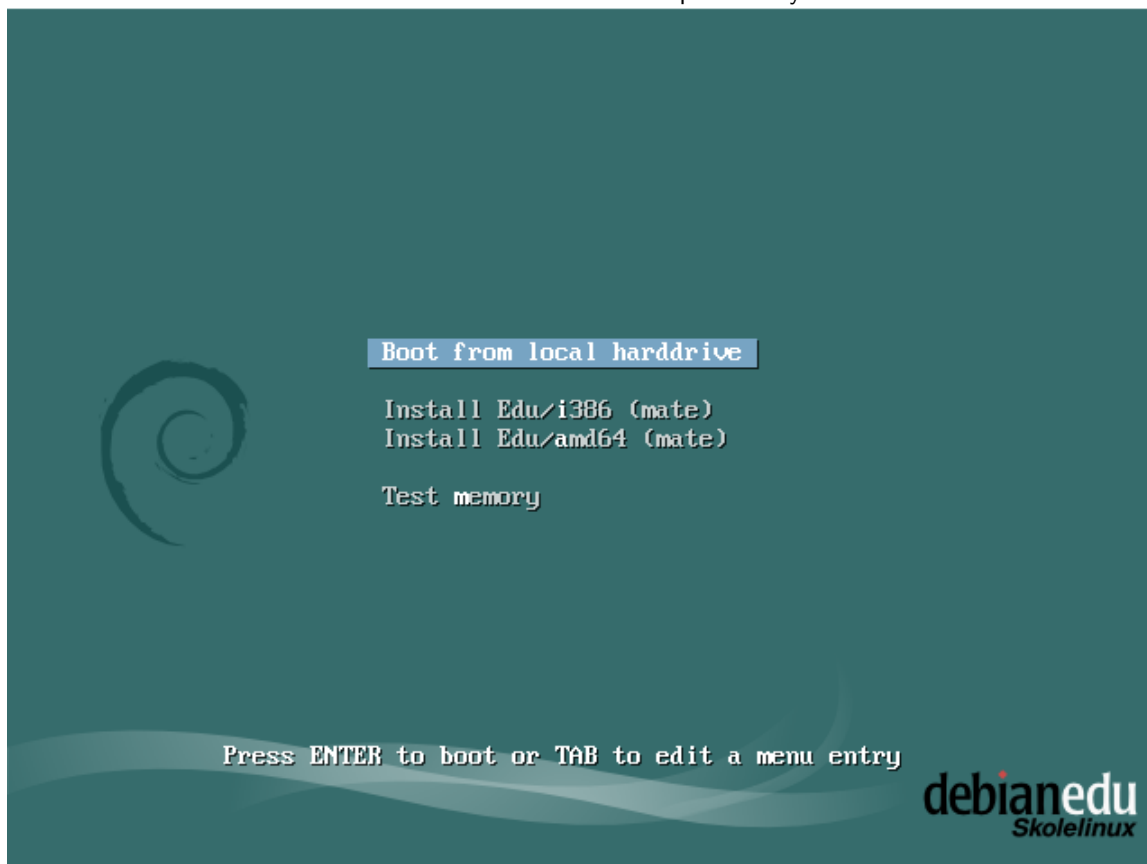 Boot from local harddrive
Install Edu/i386 (mate)
Install Edu/amd64 (mate)
Test memory
Press ENTER to boot or TAB to edit a menu entry
debianedu
Skolelinux